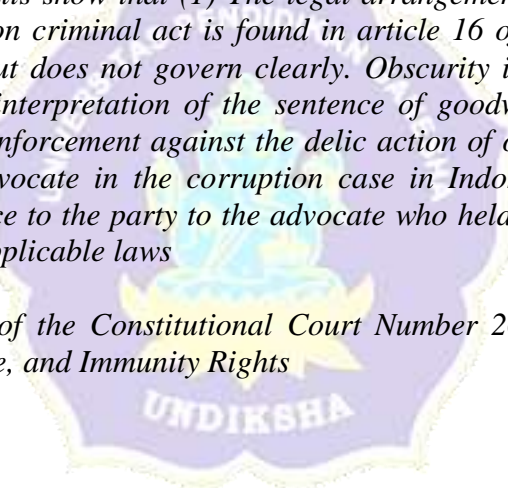 show that (1) The legal arrangement
on criminal act is found in article 16 o
ut does not govern clearly. Obscurity i
interpretation of the sentence of goodw
nforcement against the delic action of o
vocate in the corruption case in Indo
ce to the party to the advocate who held
pplicable laws
of the Constitutional Court Number 2
e, and Immunity Rights
UNDIKSHA